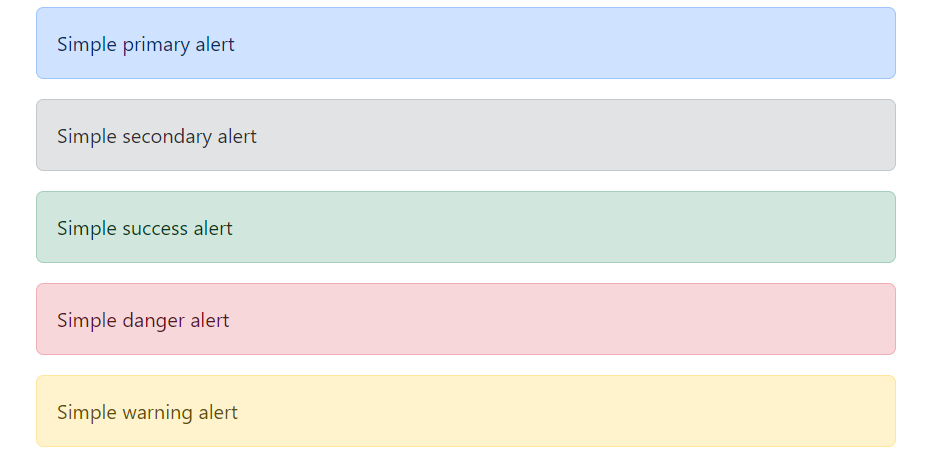 Simple primary alert
Simple secondary alert
Simple success alert
Simple danger alert
Simple warning alert